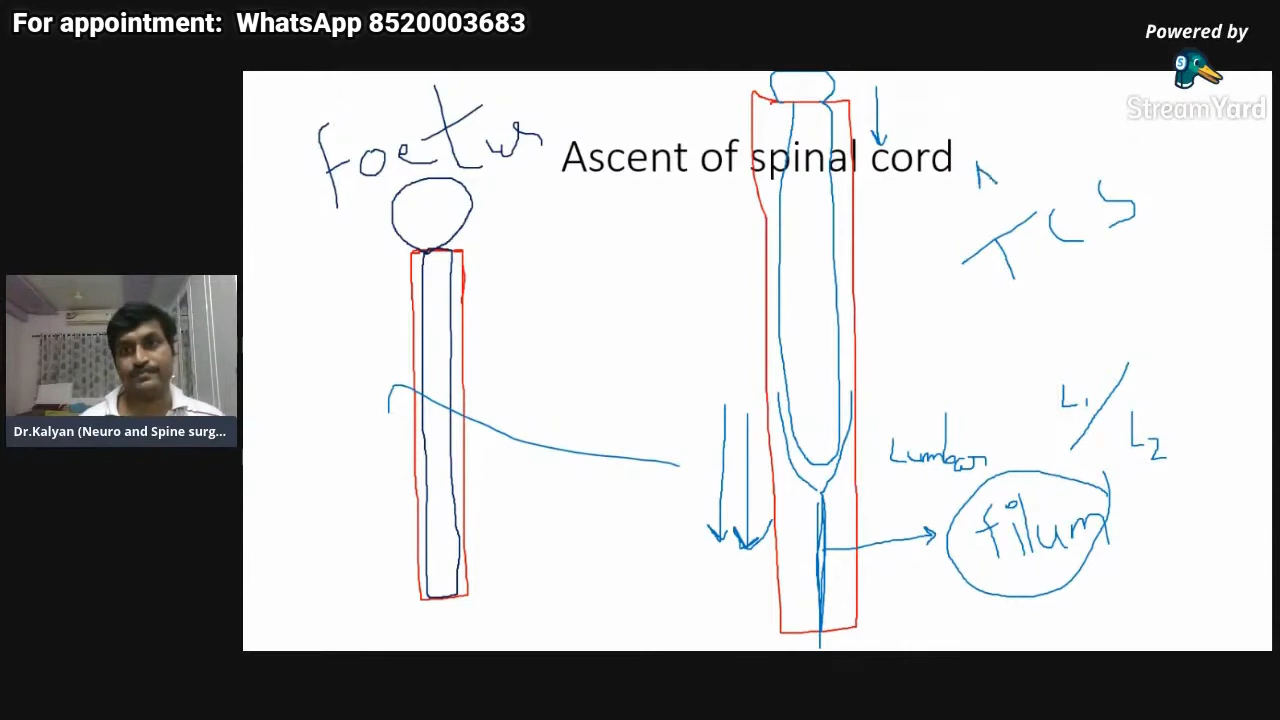 For appointment:  WhatsApp 8520003683
Powered by
StreamYard
Foetus
Ascent of spinal cord
TCS
L1/L2
Lumbar
filum
Dr.Kalyan (Neuro and Spine surg...